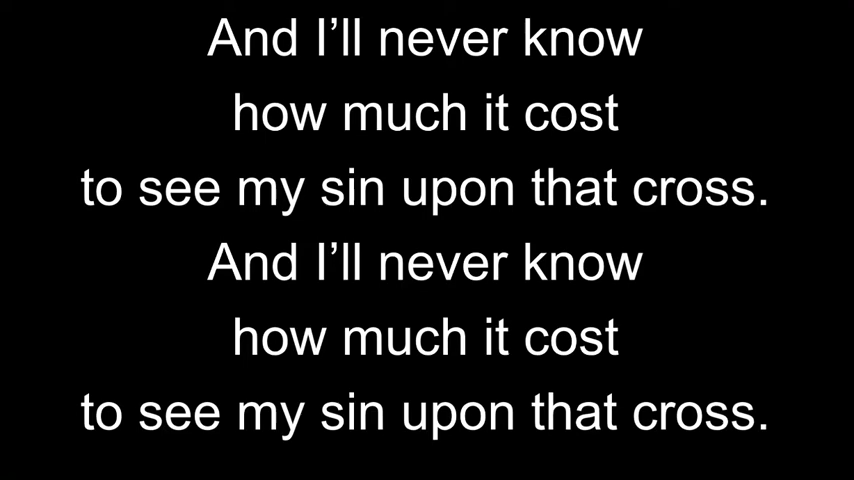 And I’ll never know
how much it cost
to see my sin upon that cross.
And I’ll never know
how much it cost
to see my sin upon that cross.